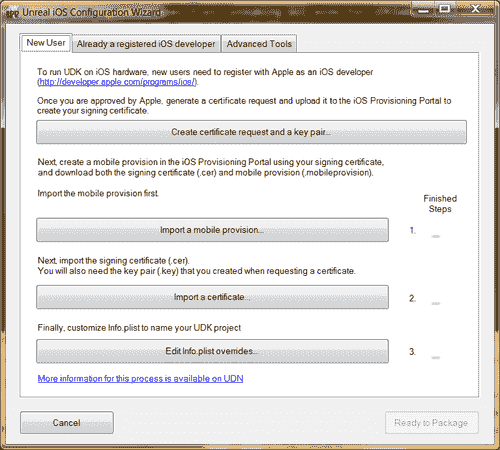 Unreal iOS Configuration Wizard
New User
Already a registered iOS developer
Advanced Tools
To run UDK on iOS hardware, new users need to register with Apple as an iOS developer
(http://developer.apple.com/programs/ios/).
Once you are approved by Apple, generate a certificate request and upload it to the iOS Provisioning Portal to
create your signing certificate.
Create certificate request and a key pair...
Next, create a mobile provision in the iOS Provisioning Portal using your signing certificate,
and download both the signing certificate (.cer) and mobile provision (.mobileprovision).
Import the mobile provision first.
Finished
Steps
Import a mobile provision...
1.
Next, import the signing certificate (.cer).
You will also need the key pair (.key) that you created when requesting a certificate.
Import a certificate...
2.
Finally, customize Info.plist to name your UDK project
Edit Info.plist overrides...
3.
More information for this process is available on UDN
Cancel
Ready to Package